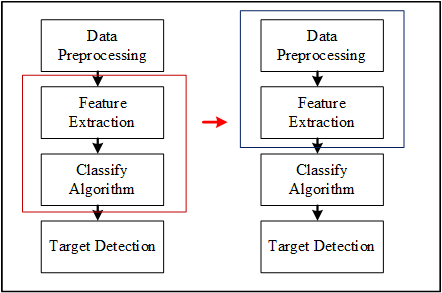 Data
Preprocessing
Feature
Extraction
Classify
Algorithm
Target Detection
Data
Preprocessing
Feature
Extraction
Classify
Algorithm
Target Detection